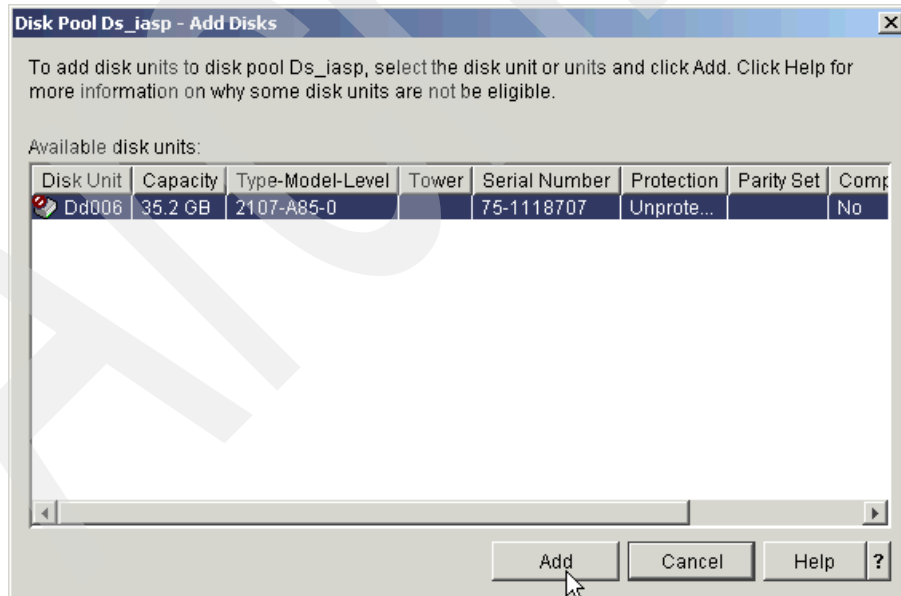 Disk Pool Ds_iasp - Add Disks
To add disk units to disk pool Ds_iasp, select the disk unit or units and click Add. Click Help for
more information on why some disk units are not be eligible.
Available disk units:
Disk Unit Capacity Type-Model-Level Tower Serial Number Protection Parity Set Comp
Dd006 35.2 GB 2107-A85-0 75-1118707 Unprote... No
Add Cancel Help ?